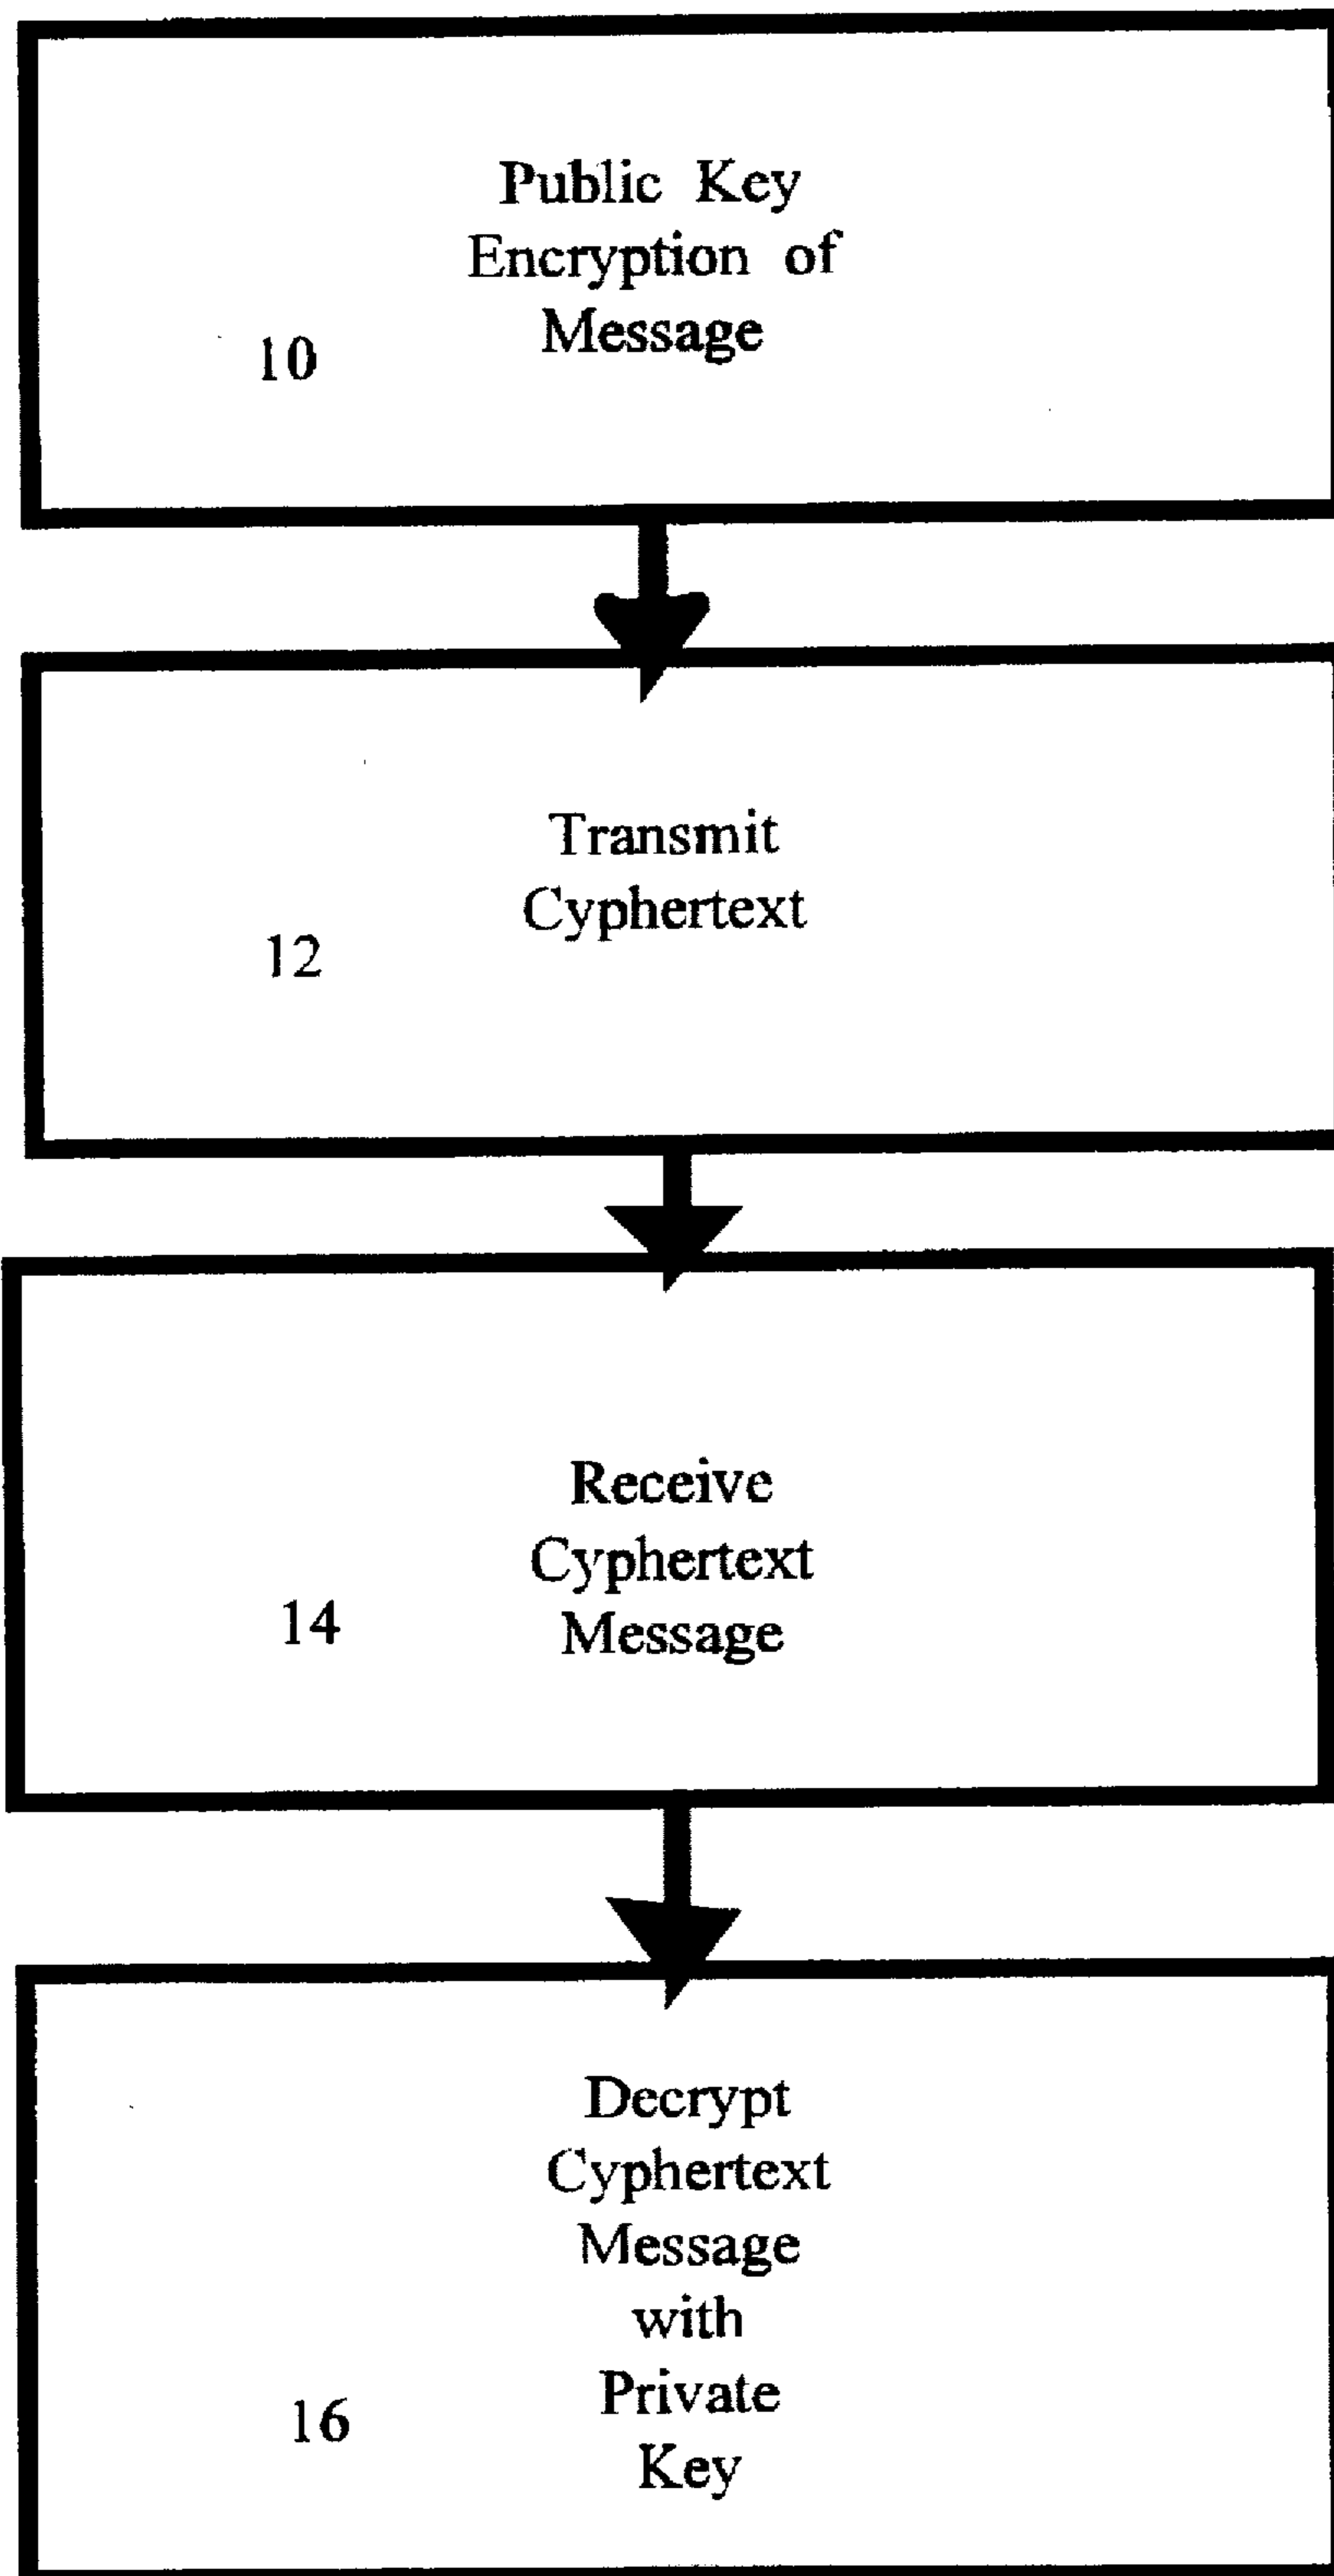 Public Key
Encryption of
Message
10
Transmit
Cyphertext
12
Receive
Cyphertext
Message
14
Decrypt
Cyphertext
Message
with
Private
Key
16